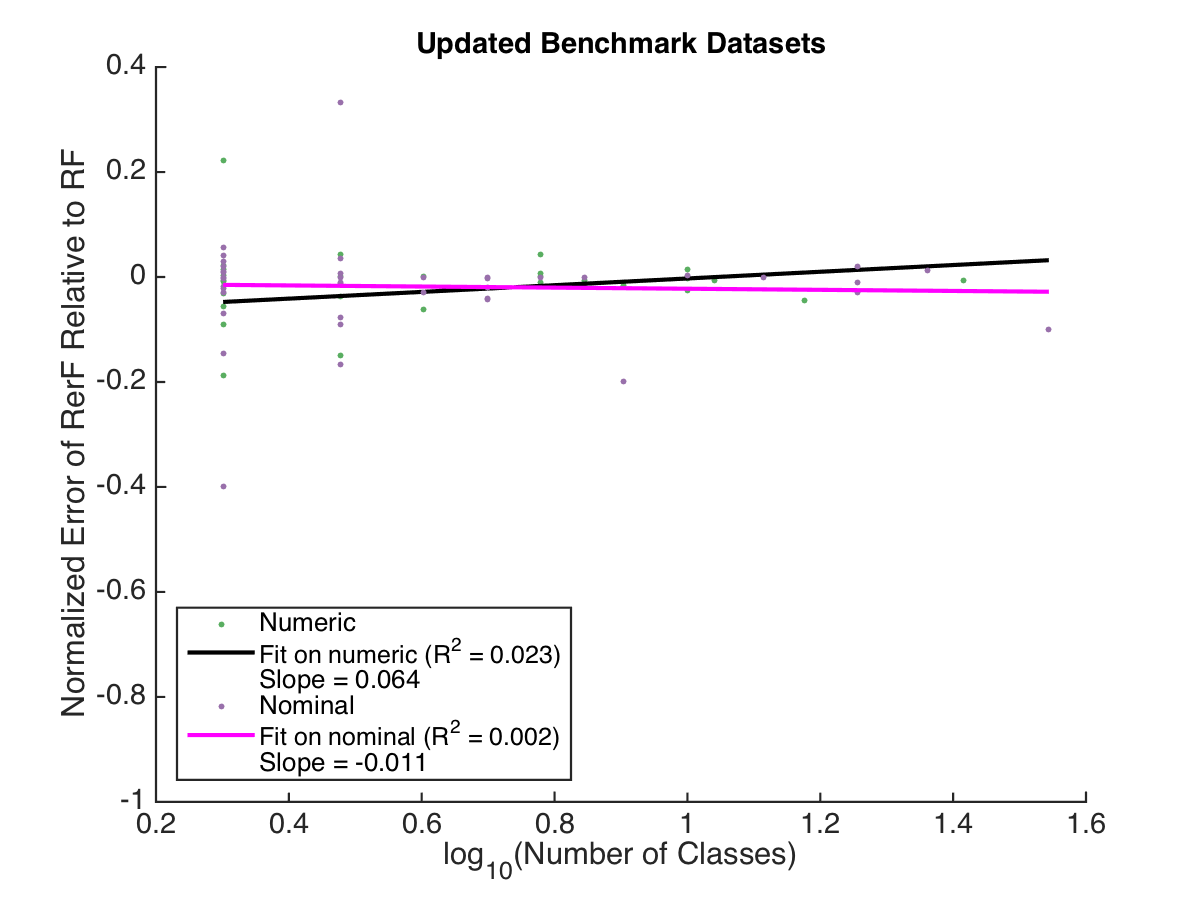 Updated Benchmark Datasets
Normalized Error of RerF Relative to RF
0.4
0.2
0
-0.2
-0.4
-0.6
-0.8
-1
Numeric
Fit on numeric (R² = 0.023)
Slope = 0.064
Nominal
Fit on nominal (R² = 0.002)
Slope = -0.011
0.2 0.4 0.6 0.8 1 1.2 1.4 1.6
log₁₀(Number of Classes)